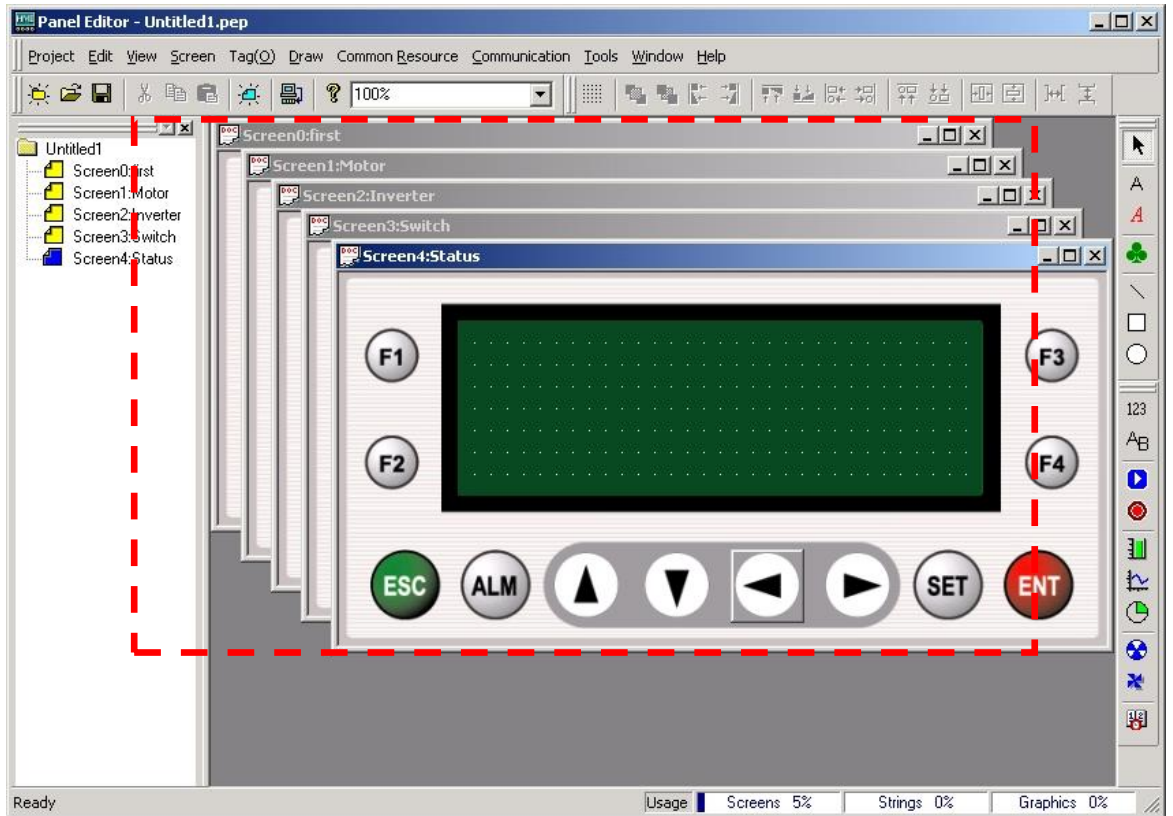 Panel Editor - Untitled1.pep
Project Edit View Screen Tag(O) Draw Common Resource Communication Tools Window Help
100%
Untitled1
Screen0:first
Screen1:Motor
Screen2:Inverter
Screen3:Switch
Screen4:Status
Screen0:first
Screen1:Motor
Screen2:Inverter
Screen3:Switch
Screen4:Status
F1
F3
F2
F4
ESC
ALM
SET
ENT
A
A
123
AB
Ready
Usage Screens 5% Strings 0% Graphics 0%